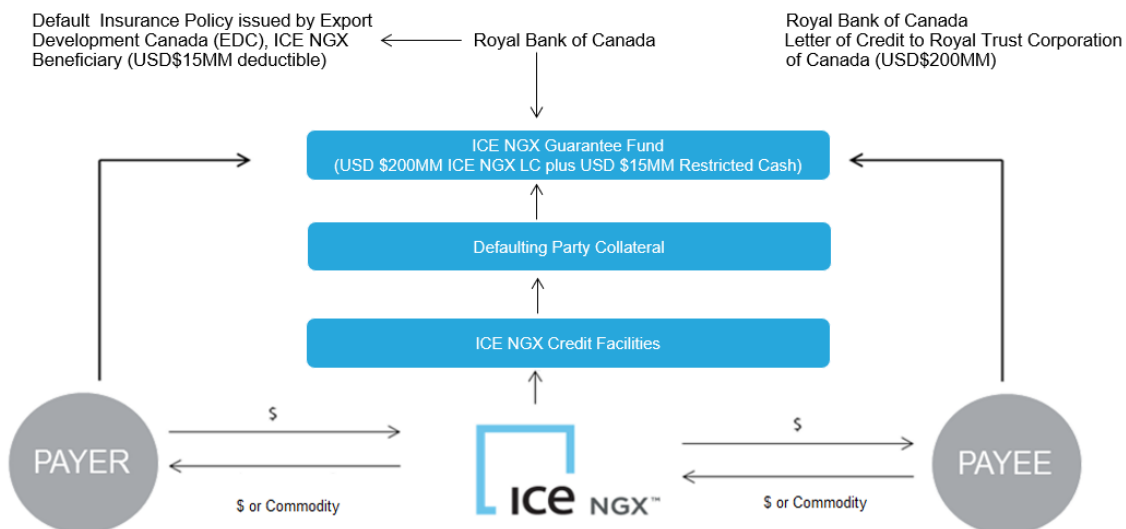 Default Insurance Policy issued by Export
Development Canada (EDC), ICE NGX
Beneficiary (USD$15MM deductible)
Royal Bank of Canada
Royal Bank of Canada
Letter of Credit to Royal Trust Corporation
of Canada (USD$200MM)
ICE NGX Guarantee Fund
(USD $200MM ICE NGX LC plus USD $15MM Restricted Cash)
Defaulting Party Collateral
ICE NGX Credit Facilities
PAYER
$
$ or Commodity
ice NGX™
$
$ or Commodity
PAYEE